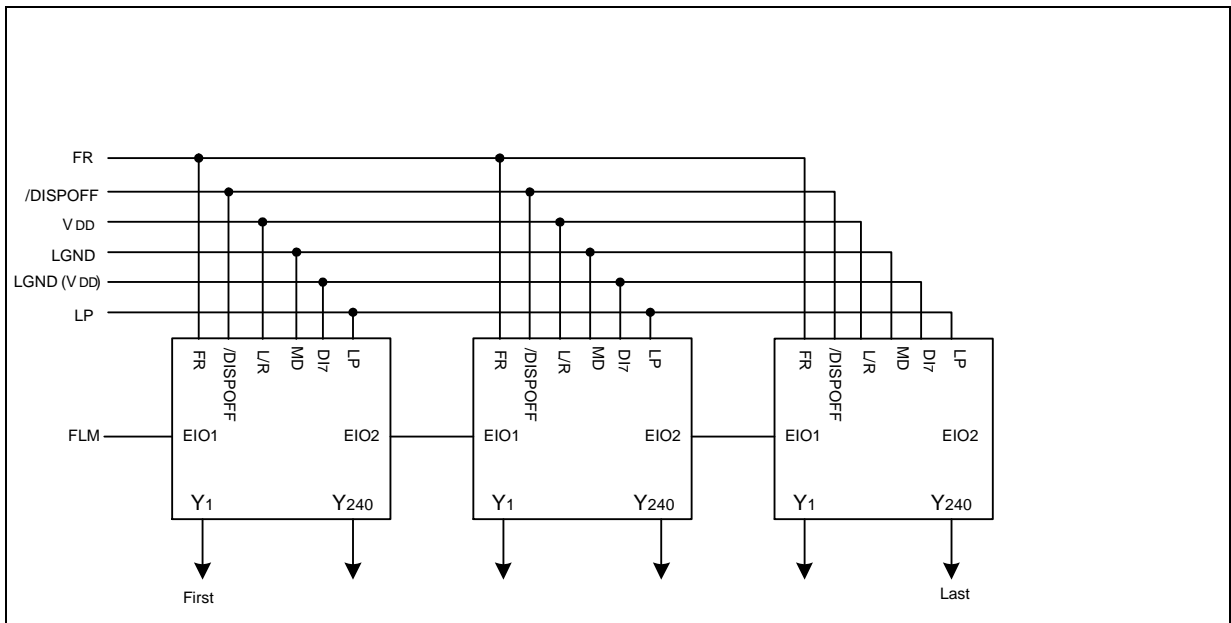 FR
/DISPOFF
VDD
LGND
LGND (VDD)
LP
FR /DISPOFF L/R MD DI7 LP
FR /DISPOFF L/R MD DI7 LP
FR /DISPOFF L/R MD DI7 LP
FLM EIO1 EIO2 EIO1 EIO2 EIO1 EIO2
Y1 Y240 Y1 Y240 Y1 Y240
First Last